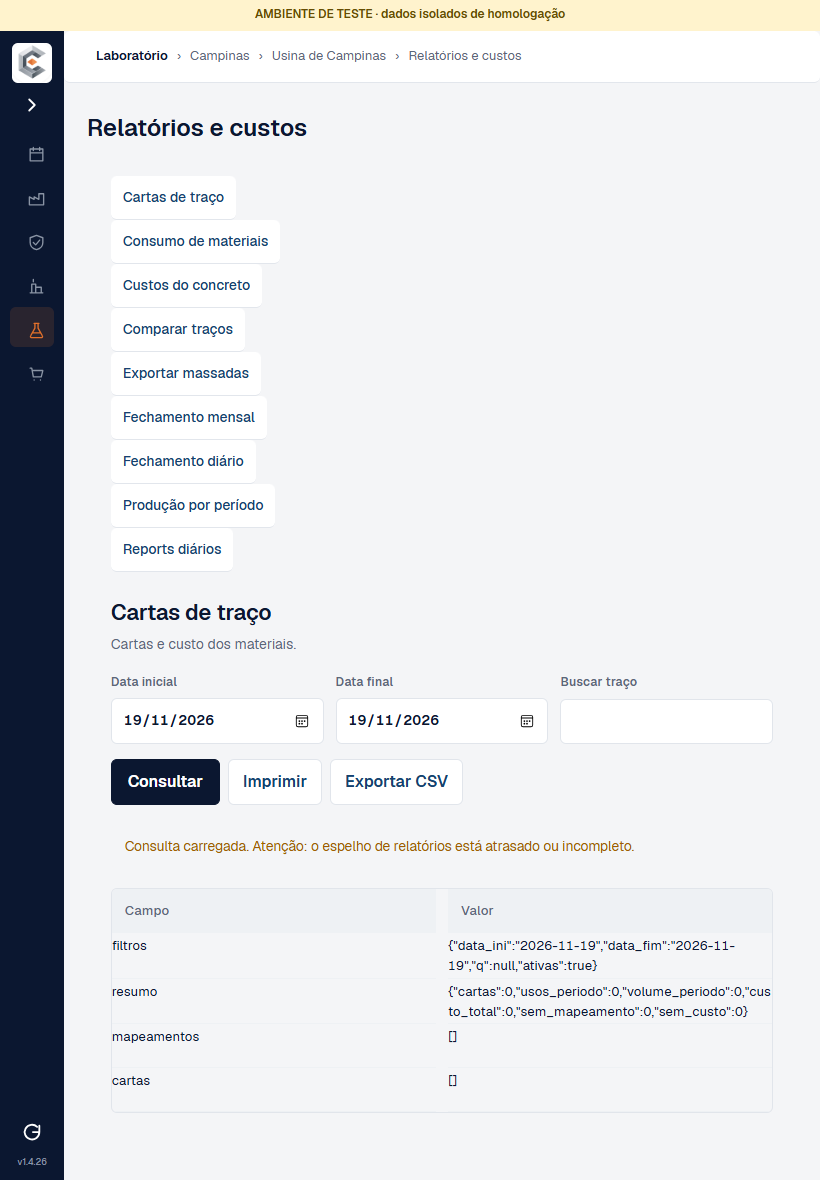 AMBIENTE DE TESTE · dados isolados de homologação
Laboratório › Campinas › Usina de Campinas › Relatórios e custos
Relatórios e custos
Cartas de traço
Consumo de materiais
Custos do concreto
Comparar traços
Exportar massadas
Fechamento mensal
Fechamento diário
Produção por período
Reports diários
Cartas de traço
Cartas e custo dos materiais.
Data inicial Data final Buscar traço
19/11/2026 19/11/2026
Consultar Imprimir Exportar CSV
Consulta carregada. Atenção: o espelho de relatórios está atrasado ou incompleto.
Campo Valor
filtros {"data_ini":"2026-11-19","data_fim":"2026-11-
19","q":null,"ativas":true}
resumo {"cartas":0,"usos_periodo":0,"volume_periodo":0,"cus
to_total":0,"sem_mapeamento":0,"sem_custo":0}
mapeamentos []
cartas []
v1.4.26